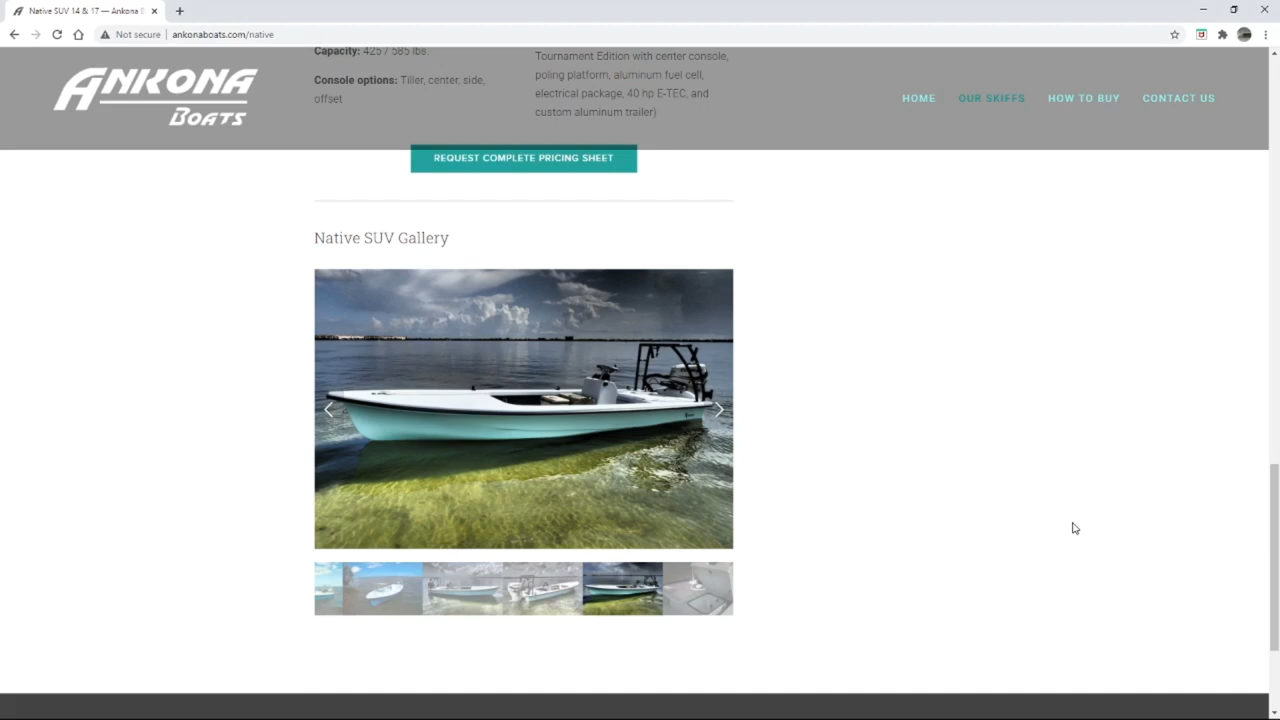 Native SUV 14 & 17 — Ankona B
Not secure
ankonaboats.com/native
ANKONA
BOATS
HOME
OUR SKIFFS
HOW TO BUY
CONTACT US
Capacity: 425 / 585 lbs.
Console options: Tiller, center, side,
offset
Tournament Edition with center console,
poling platform, aluminum fuel cell,
electrical package, 40 hp E-TEC, and
custom aluminum trailer)
REQUEST COMPLETE PRICING SHEET
Native SUV Gallery